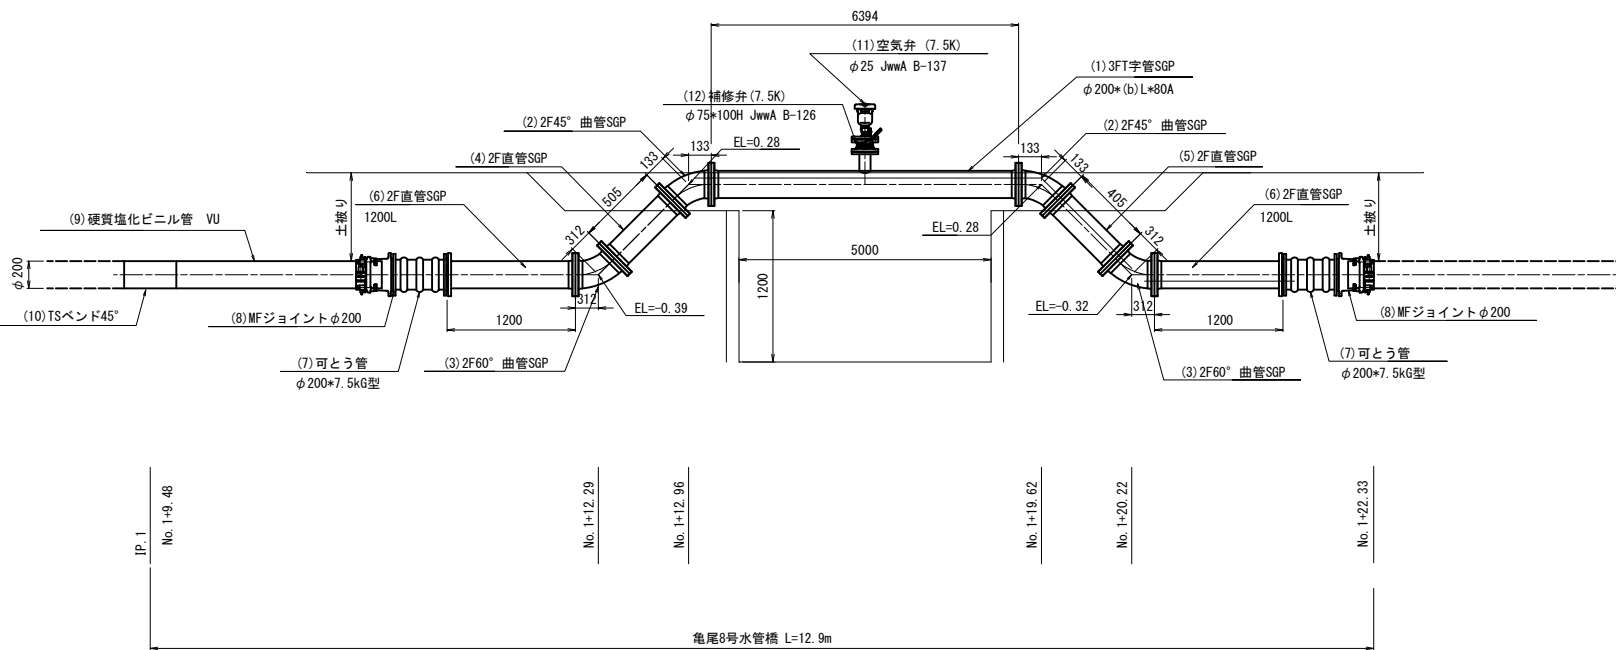 6394
(11)空気弁 (7.5K)
φ25 JwwA B-137
(1)3FT字管SGP
φ200*(b)L*80A
(12)補修弁(7.5K)
φ75*100H JwwA B-126
(2)2F45° 曲管SGP
(2)2F45° 曲管SGP
EL=0.28
133
133
133
133
(4)2F直管SGP
(5)2F直管SGP
(6)2F直管SGP
1200L
(6)2F直管SGP
1200L
505
405
土被り
土被り
(9)硬質塩化ビニル管 VU
312
312
EL=0.28
5000
1200
φ200
312
312
EL=-0.39
EL=-0.32
(10)TSベンド45°
(8)MFジョイントφ200
1200
1200
(8)MFジョイントφ200
(7)可とう管
φ200*7.5kG型
(3)2F60° 曲管SGP
(3)2F60° 曲管SGP
(7)可とう管
φ200*7.5kG型
IP.1
No.1+9.48
No.1+12.29
No.1+12.96
No.1+19.62
No.1+20.22
No.1+22.33
亀尾8号水管橋 L=12.9m